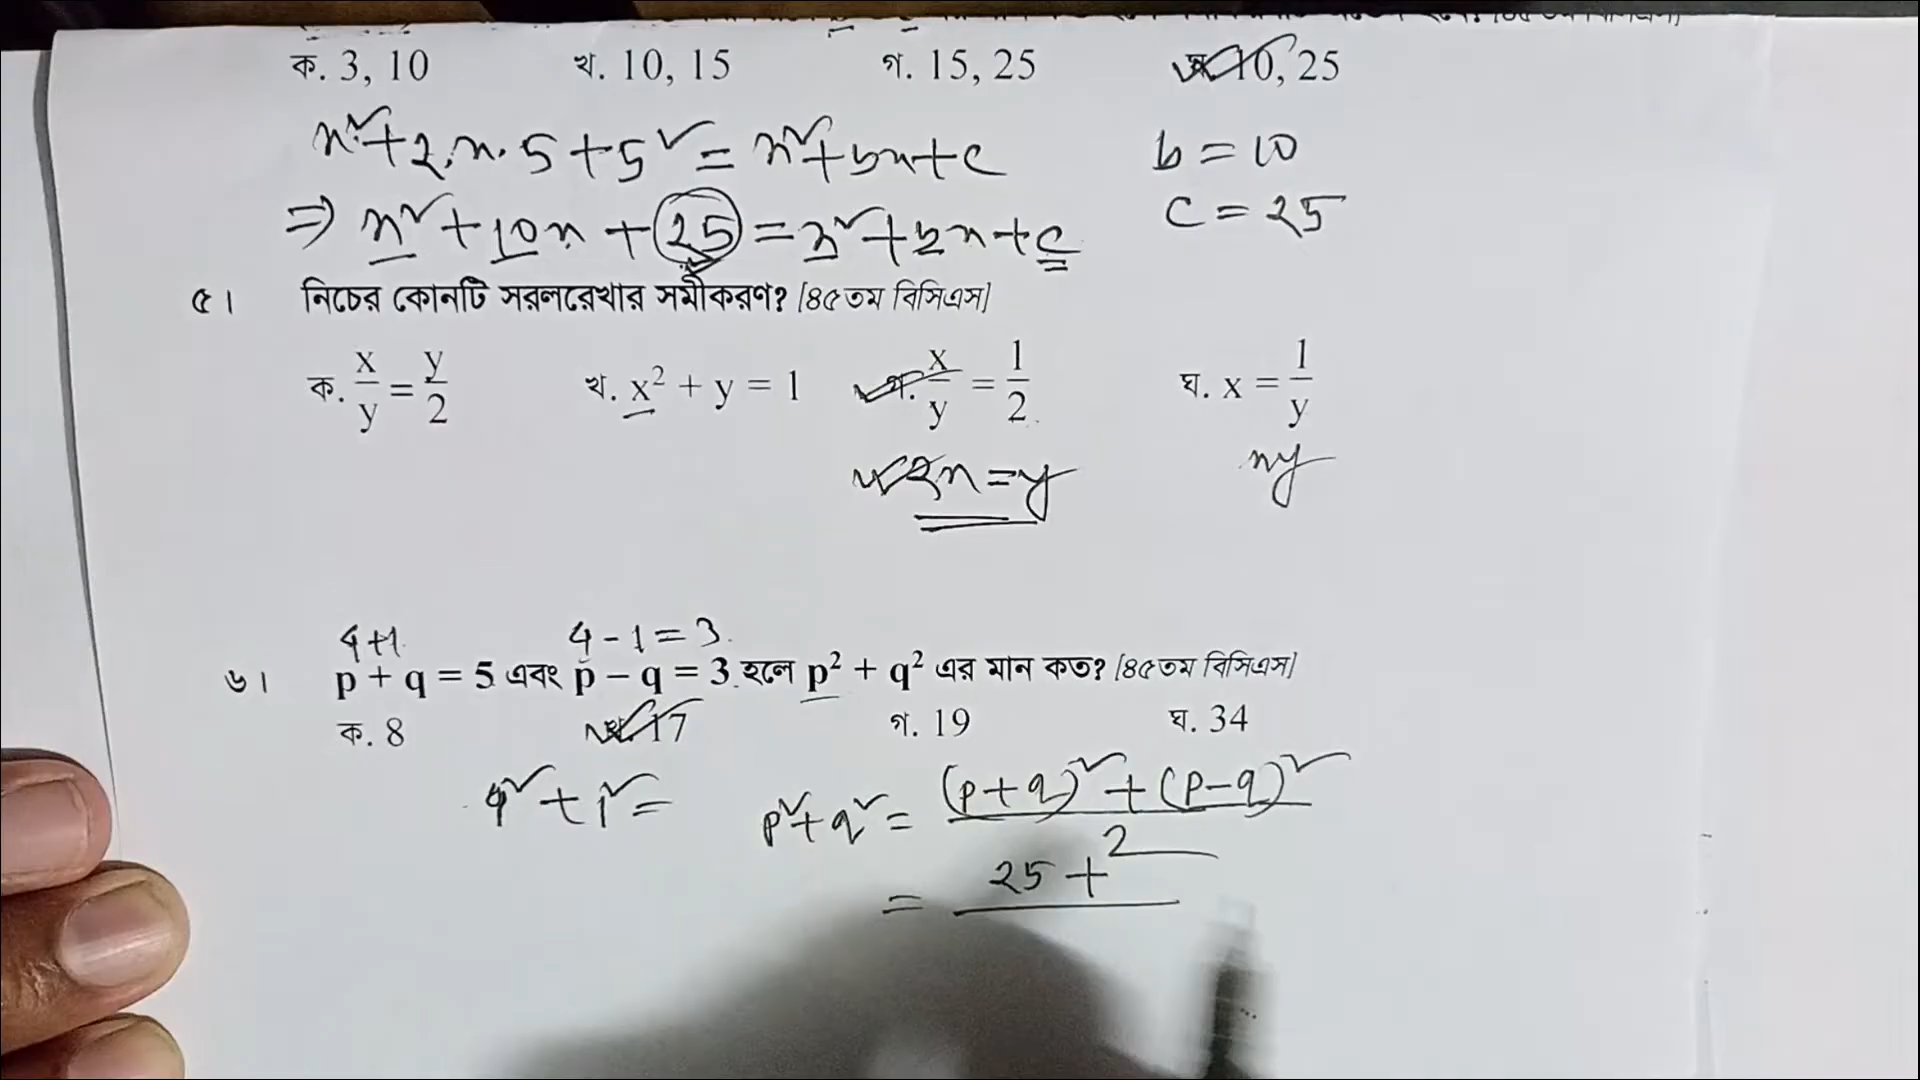 [৪৫তম বিসিএস]
ক. 3, 10 খ. 10, 15 গ. 15, 25 ঘ. 10, 25
x² + 2.x.5 + 5² = x² + bx + c b = 10
⇒ x² + 10x + 25 = x² + bx + c c = 25
৫। নিচের কোনটি সরলরেখার সমীকরণ? [৪৫তম বিসিএস]
ক. x/y = y/2 খ. x² + y = 1 গ. x/y = 1/2 ঘ. x = 1/y
2x = y xy
4+1 4 - 1 = 3
৬। p + q = 5 এবং p − q = 3 হলে p² + q² এর মান কত? [৪৫তম বিসিএস]
ক. 8 খ. 17 গ. 19 ঘ. 34
4² + 1² = p² + q² = (p+q)² + (p-q)² / 2
= 25 +